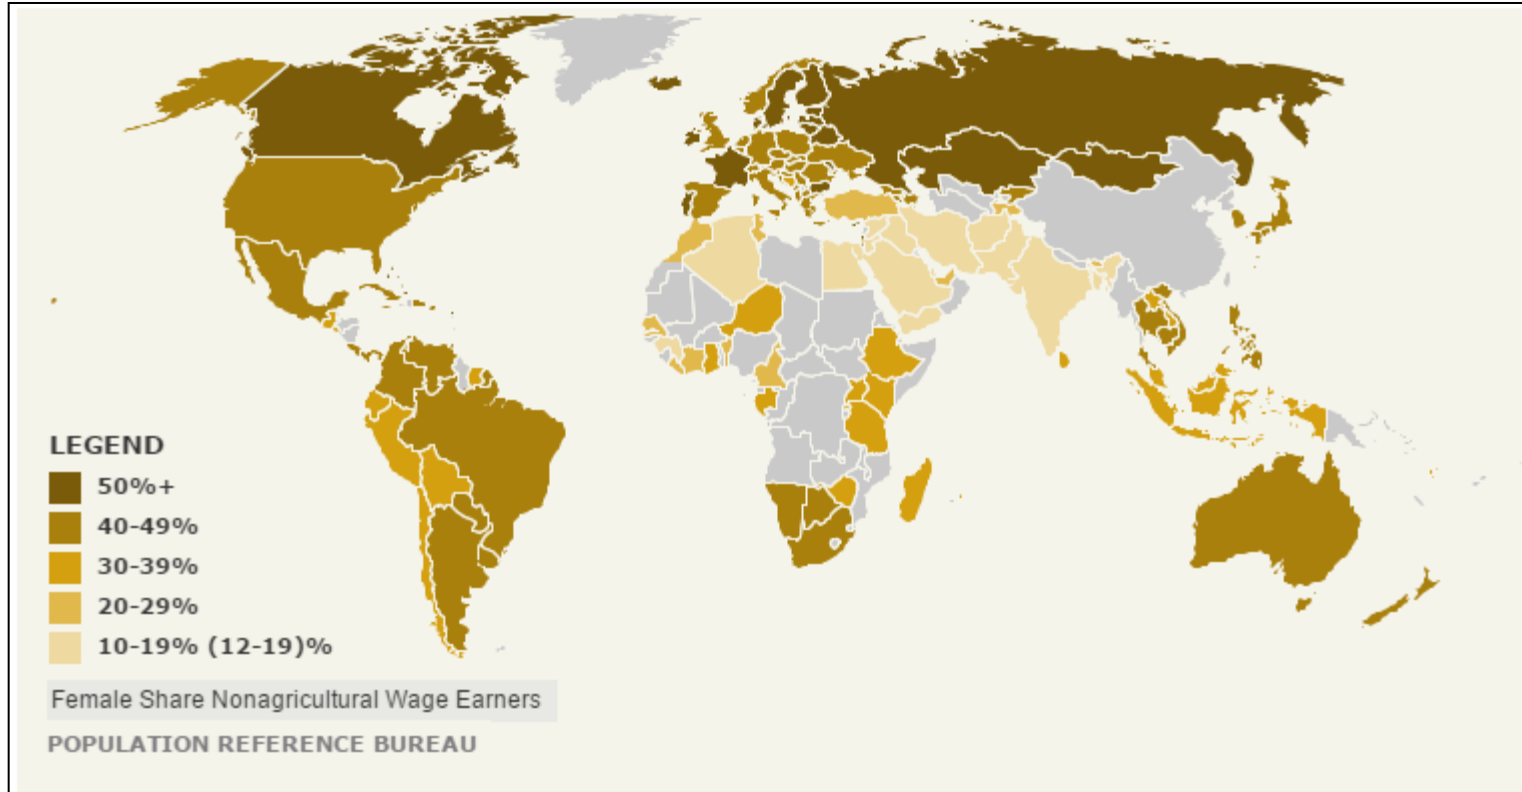 LEGEND
50%+
40-49%
30-39%
20-29%
10-19% (12-19)%
Female Share Nonagricultural Wage Earners
POPULATION REFERENCE BUREAU